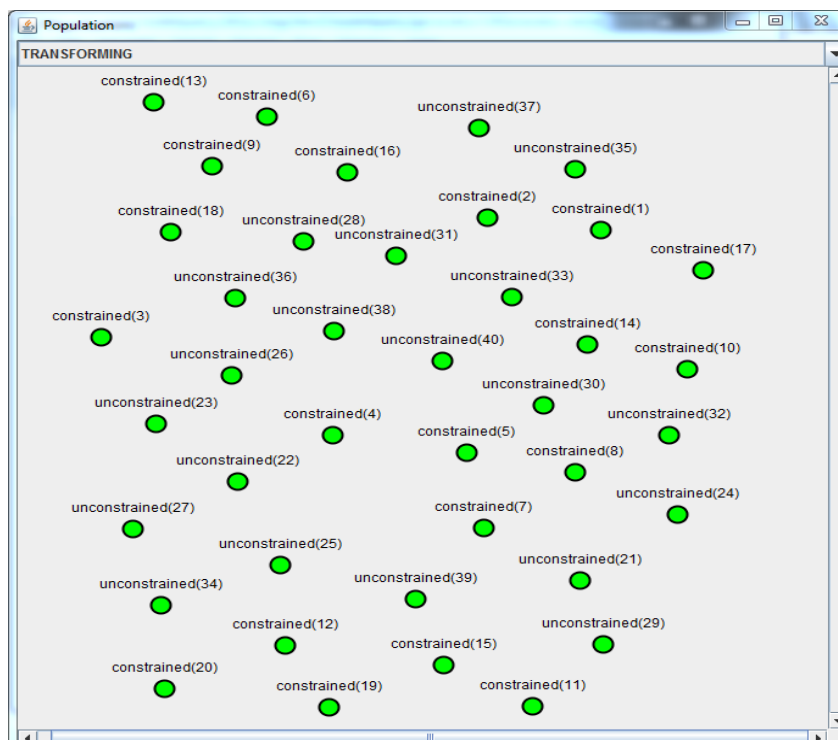 Population
TRANSFORMING
constrained(13)
constrained(6)
unconstrained(37)
constrained(9)
constrained(16)
unconstrained(35)
constrained(2)
constrained(18)
unconstrained(28)
constrained(1)
unconstrained(31)
constrained(17)
unconstrained(36)
unconstrained(33)
constrained(3)
unconstrained(38)
constrained(14)
unconstrained(40)
constrained(10)
unconstrained(26)
unconstrained(30)
unconstrained(23)
constrained(4)
unconstrained(32)
constrained(5)
constrained(8)
unconstrained(22)
unconstrained(24)
unconstrained(27)
constrained(7)
unconstrained(25)
unconstrained(21)
unconstrained(34)
unconstrained(39)
constrained(12)
unconstrained(29)
constrained(15)
constrained(20)
constrained(19)
constrained(11)